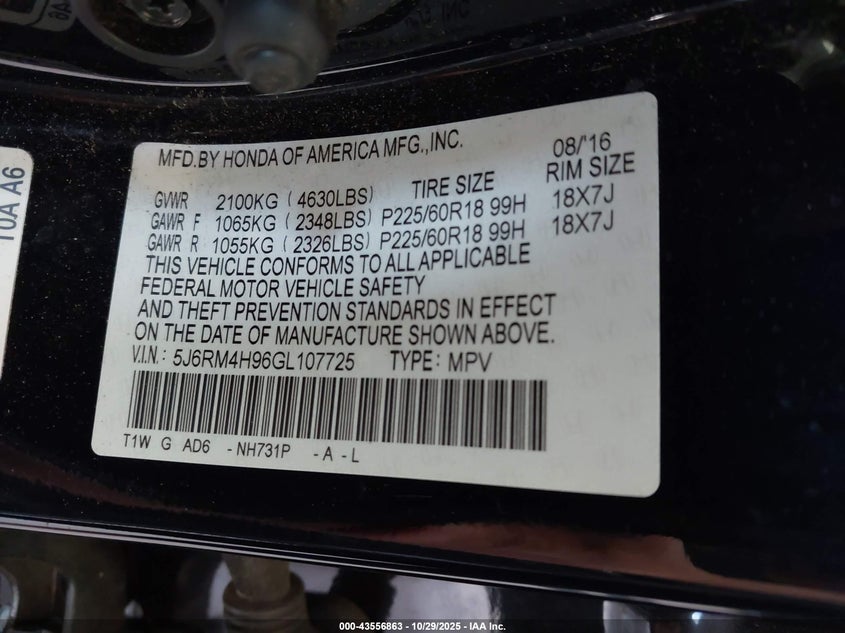 MFD.BY HONDA OF AMERICA MFG.,INC. 08/'16
TIRE SIZE RIM SIZE
GVWR 2100KG ( 4630LBS)
GAWR F 1065KG ( 2348LBS) P225/60R18 99H 18X7J
GAWR R 1055KG ( 2326LBS) P225/60R18 99H 18X7J
THIS VEHICLE CONFORMS TO ALL APPLICABLE
FEDERAL MOTOR VEHICLE SAFETY
AND THEFT PREVENTION STANDARDS IN EFFECT
ON THE DATE OF MANUFACTURE SHOWN ABOVE.
V.I.N.: 5J6RM4H96GL107725 TYPE: MPV
T1W G AD6 -NH731P -A -L
T0A A6
000-43556863 - 10/29/2025 - IAA Inc.